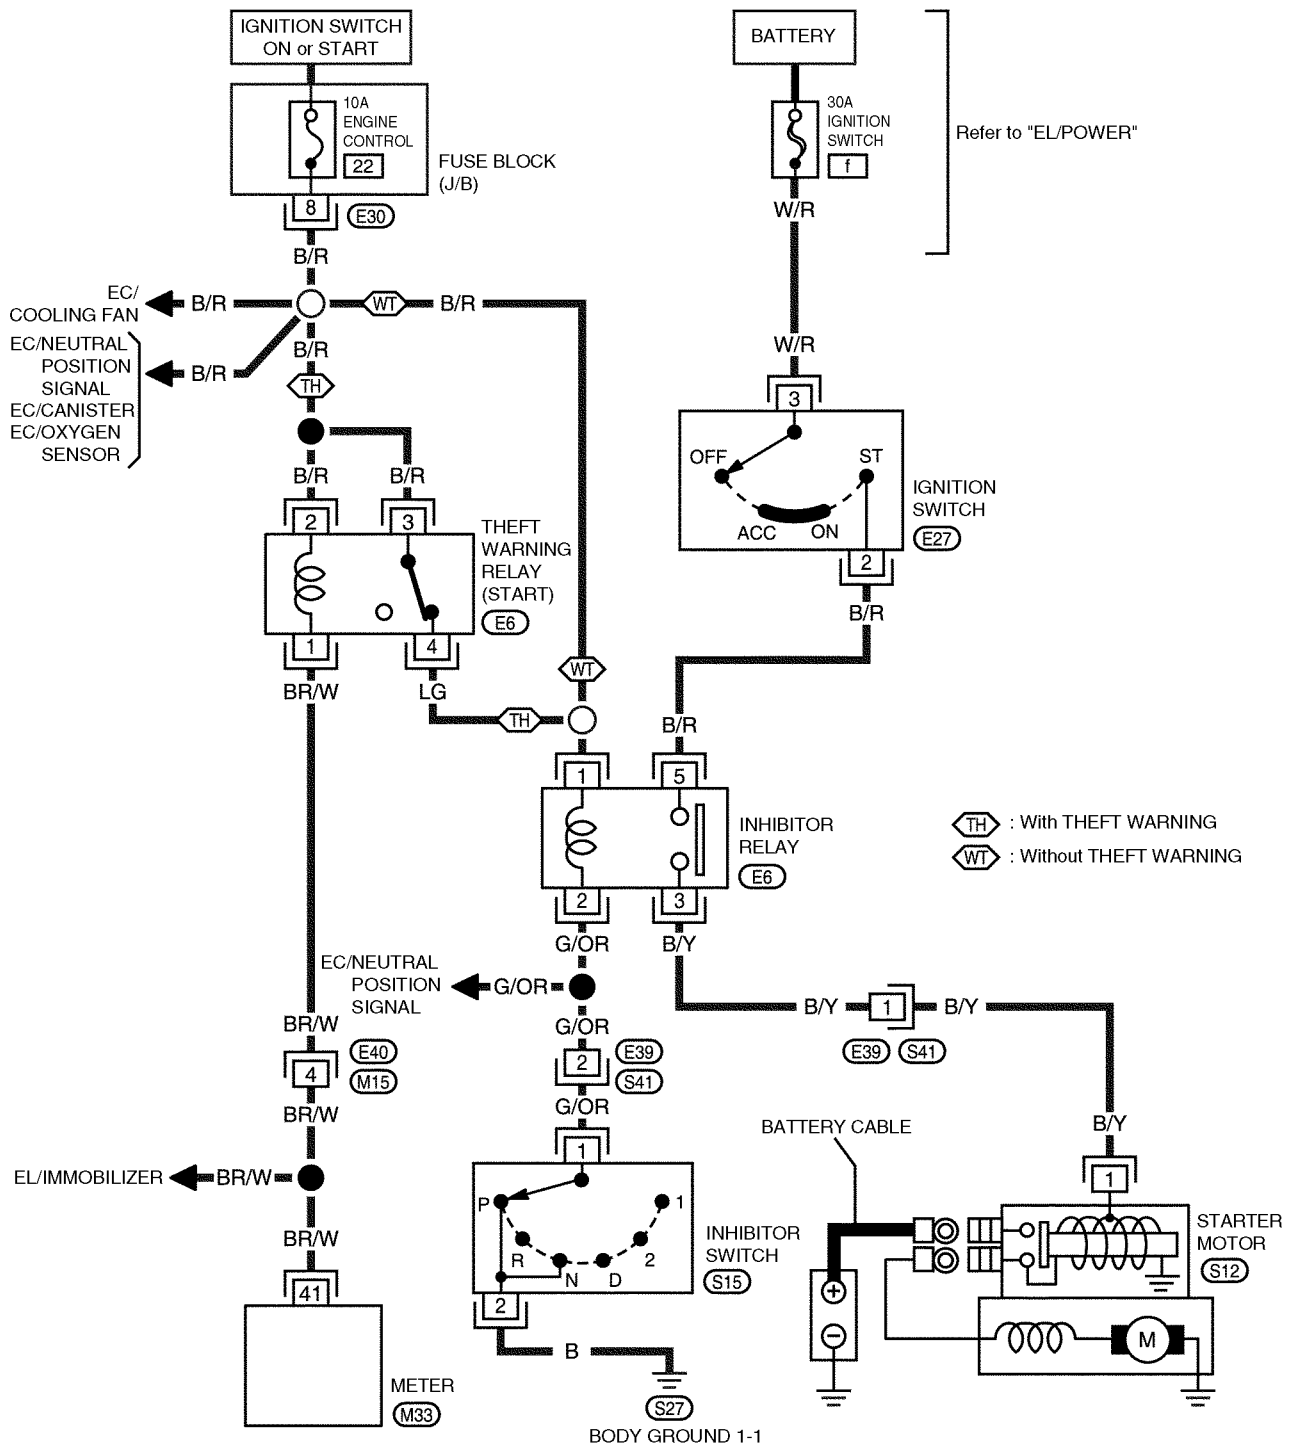 IGNITION SWITCH
ON or START
BATTERY
10A
ENGINE
CONTROL
22
FUSE BLOCK
(J/B)
30A
IGNITION
SWITCH
f
Refer to "EL/POWER"
8
E30
W/R
B/R
EC/
COOLING FAN
B/R
WT
B/R
EC/NEUTRAL
POSITION
SIGNAL
EC/CANISTER
EC/OXYGEN
SENSOR
B/R
B/R
TH
W/R
3
OFF
ST
ACC
ON
IGNITION
SWITCH
E27
B/R
B/R
2
3
THEFT
WARNING
RELAY
(START)
E6
2
B/R
1
4
BR/W
LG
WT
TH
B/R
1
5
INHIBITOR
RELAY
E6
TH : With THEFT WARNING
WT : Without THEFT WARNING
2
3
G/OR
B/Y
EC/NEUTRAL
POSITION
SIGNAL
G/OR
B/Y
1
B/Y
E39
S41
BR/W
G/OR
E40
4
M15
2
E39
S41
BR/W
G/OR
BATTERY CABLE
B/Y
EL/IMMOBILIZER
BR/W
1
1
P
R
N
D
2
1
INHIBITOR
SWITCH
S15
STARTER
MOTOR
S12
BR/W
41
2
+
−
M
B
METER
M33
S27
BODY GROUND 1-1